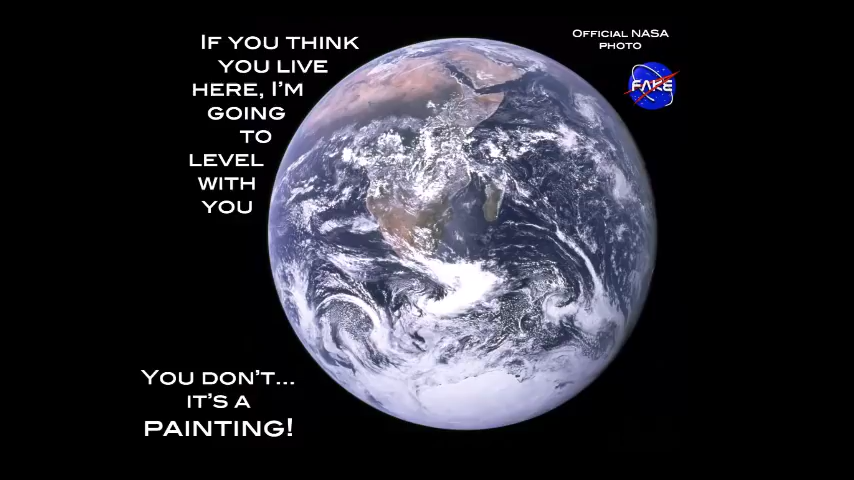 If you think
you live
here, I'm
going
to
level
with
you
Official NASA
photo
FAKE
You don't...
it's a
painting!